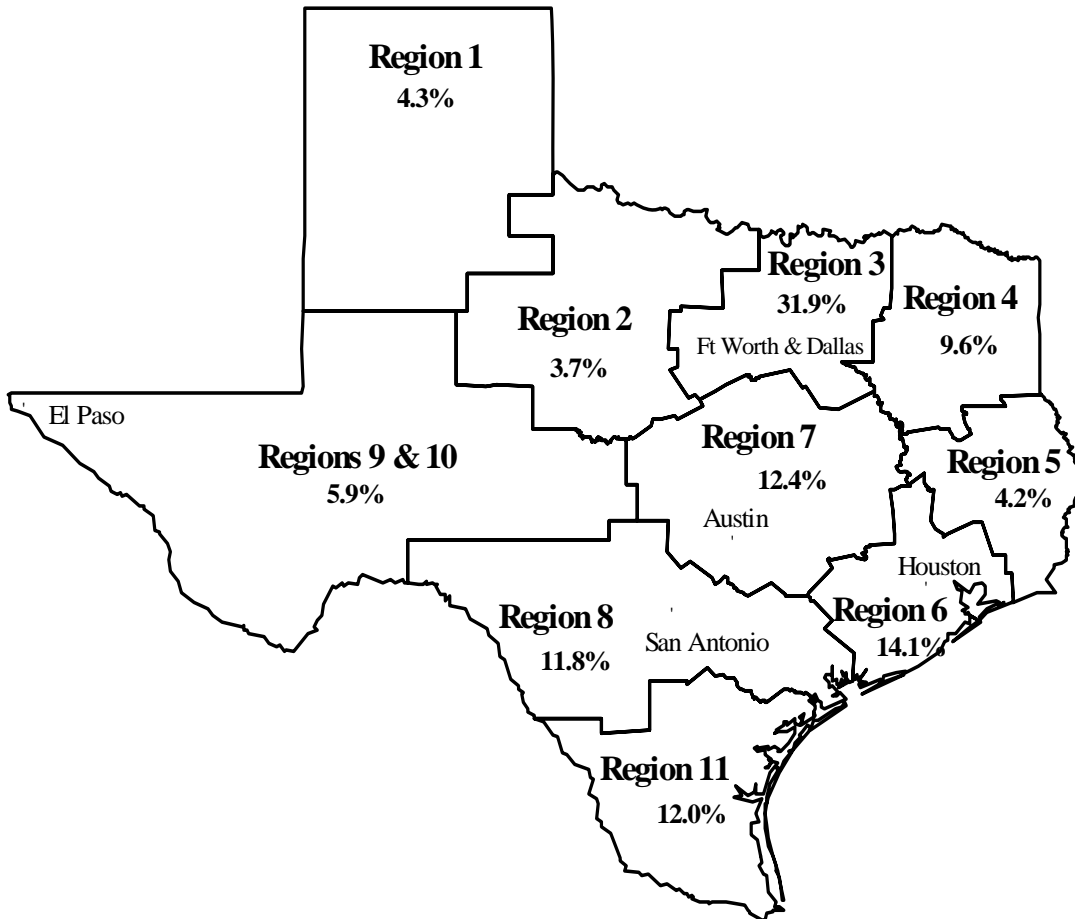 Region 1
4.3%
Region 3
31.9%
Ft Worth & Dallas
Region 4
9.6%
Region 2
3.7%
El Paso
Regions 9 & 10
5.9%
Region 7
12.4%
Austin
Region 5
4.2%
Houston
Region 6
14.1%
Region 8
11.8%
San Antonio
Region 11
12.0%